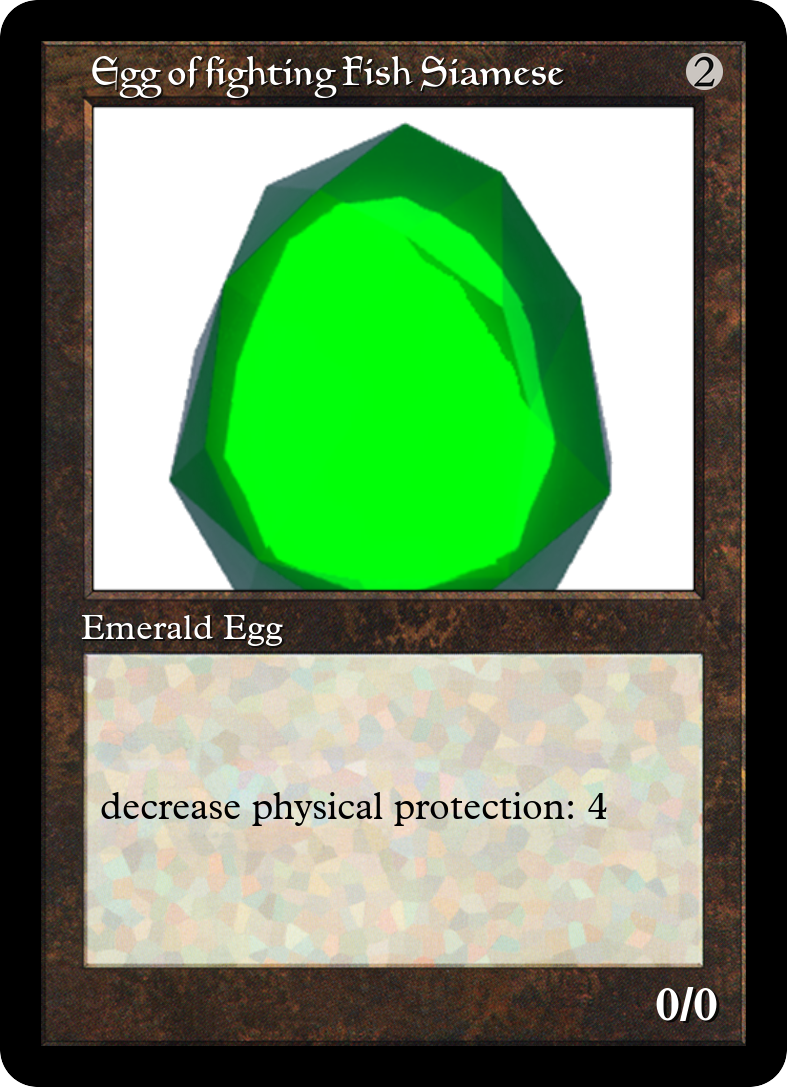 Egg of fighting Fish Siamese
2
Emerald Egg
decrease physical protection: 4
0/0